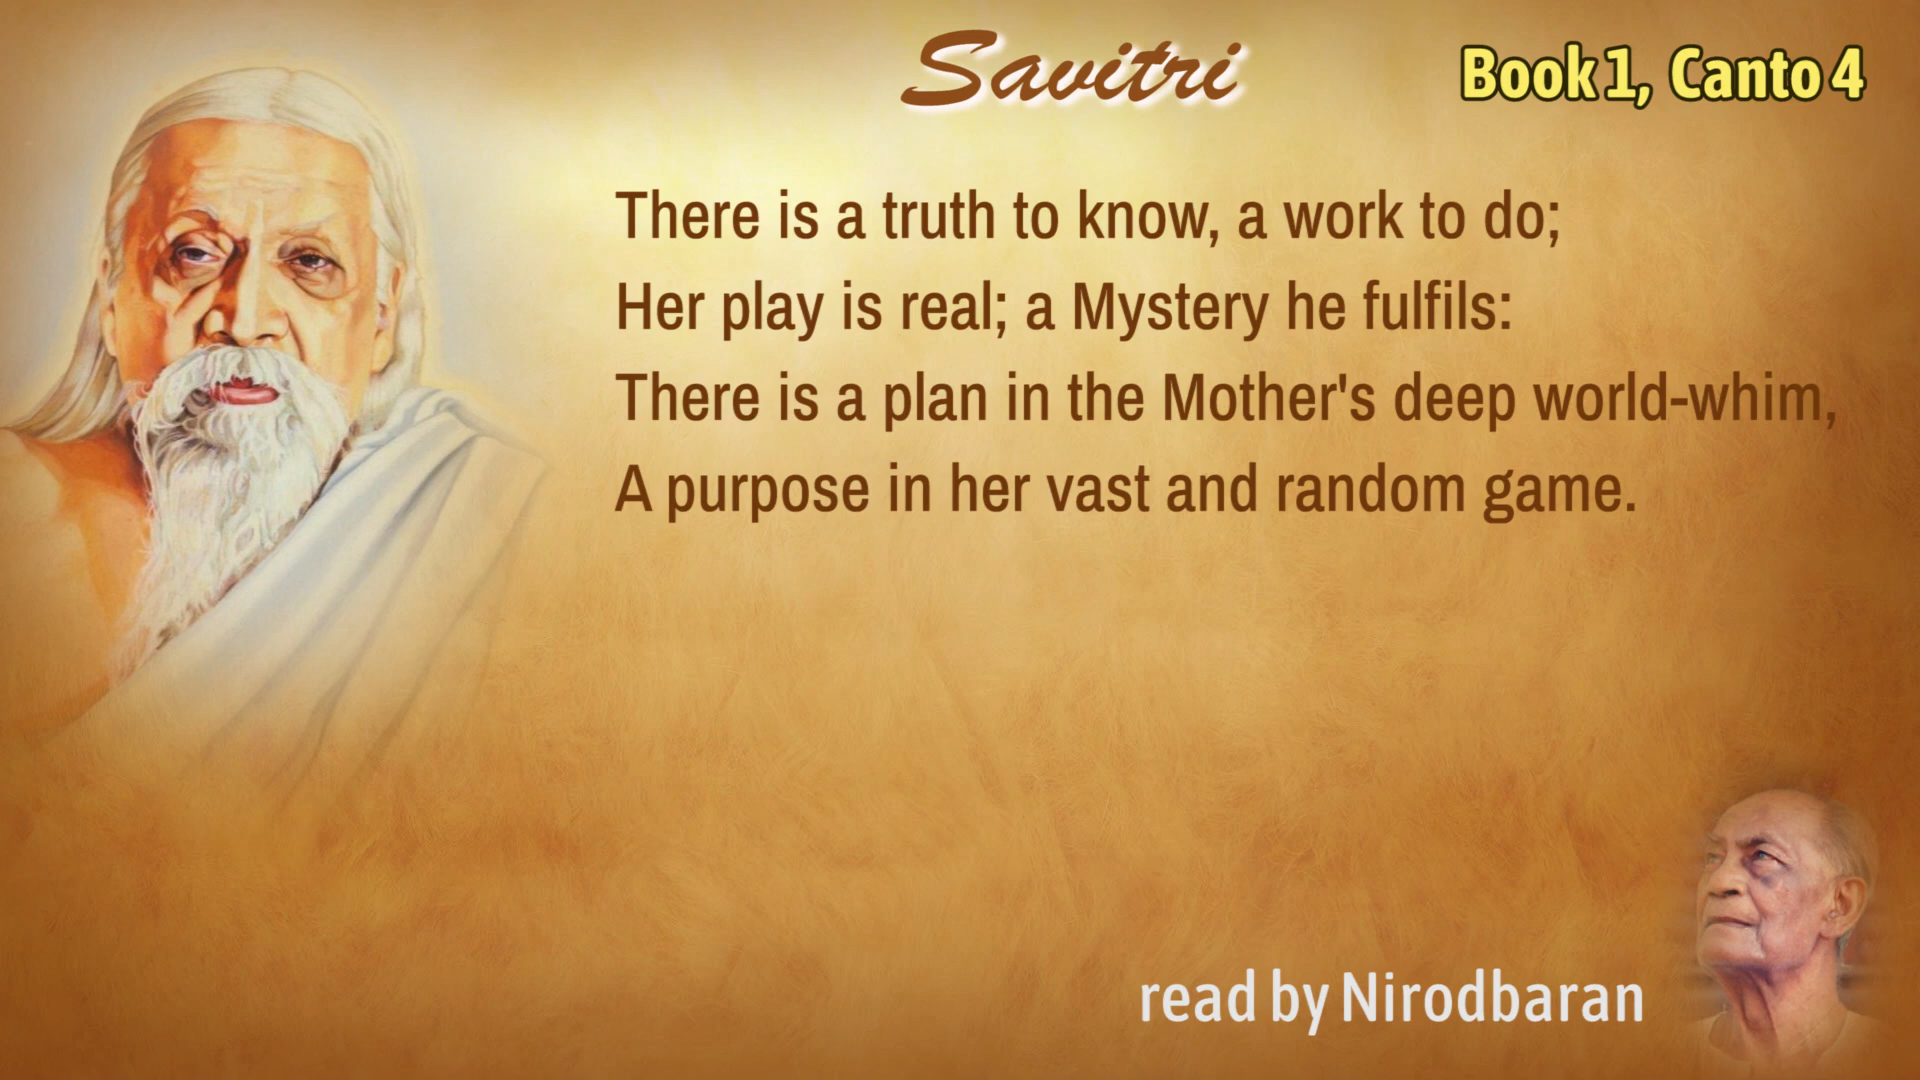 Savitri
Book 1, Canto 4
There is a truth to know, a work to do;
Her play is real; a Mystery he fulfils:
There is a plan in the Mother's deep world-whim,
A purpose in her vast and random game.
read by Nirodbaran